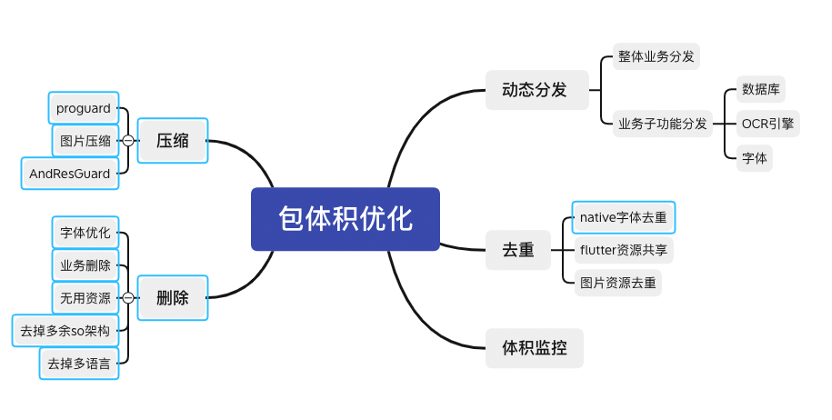 包体积优化
动态分发
整体业务分发
业务子功能分发
数据库
OCR引擎
字体
去重
native字体去重
flutter资源共享
图片资源去重
体积监控
压缩
proguard
图片压缩
AndResGuard
删除
字体优化
业务删除
无用资源
去掉多余so架构
去掉多语言